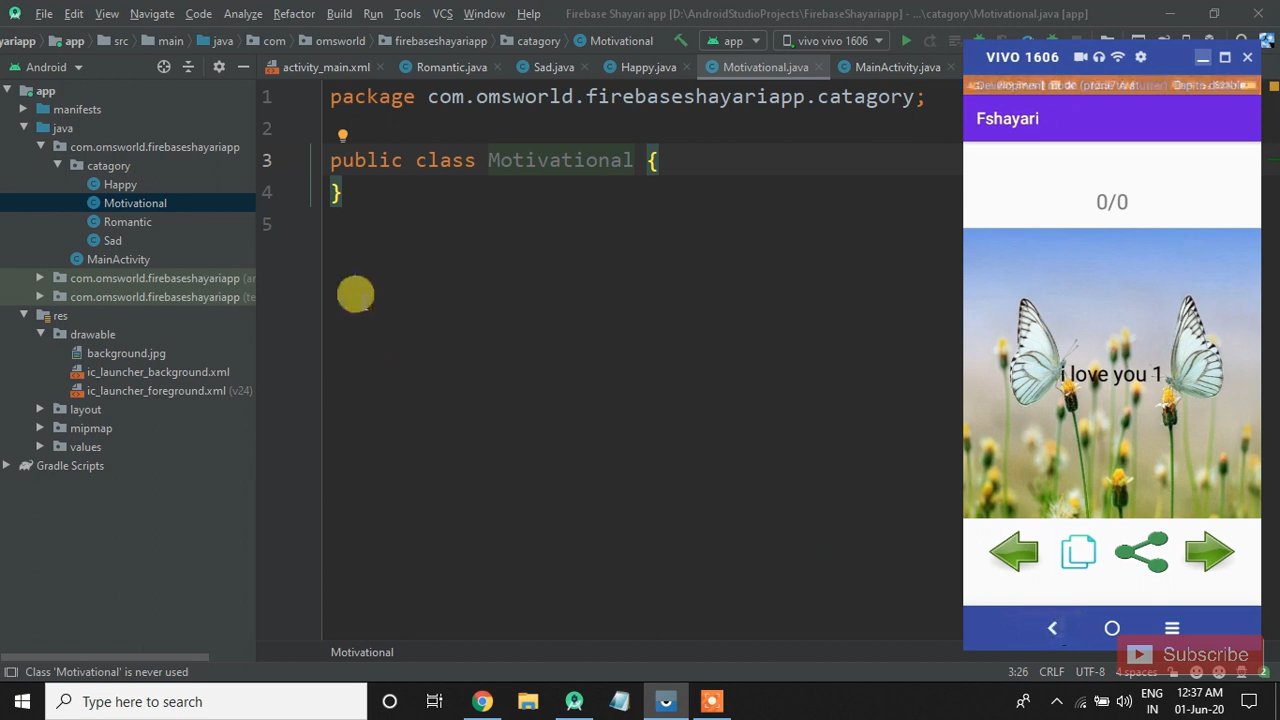 File Edit View Navigate Code Analyze Refactor Build Run Tools VCS Window Help Firebase Shayari app [D:\AndroidStudioProjects\FirebaseShayariapp] - ...\catagory\Motivational.java [app]
ayariapp app src main java com omsworld firebaseshayariapp catagory Motivational app vivo vivo 1606
Android activity_main.xml Romantic.java Sad.java Happy.java Motivational.java MainActivity.java
app
manifests
java
com.omsworld.firebaseshayariapp
catagory
Happy
Motivational
Romantic
Sad
MainActivity
com.omsworld.firebaseshayariapp (ar
com.omsworld.firebaseshayariapp (te
res
drawable
background.jpg
ic_launcher_background.xml
ic_launcher_foreground.xml (v24)
layout
mipmap
values
Gradle Scripts
1 package com.omsworld.firebaseshayariapp.catagory;
2
3 public class Motivational {
4 }
5
VIVO 1606
Fshayari
0/0
i love you 1
Subscribe
Motivational
Class 'Motivational' is never used 3:26 CRLF UTF-8 4 spaces
Type here to search
ENG
IN
12:37 AM
01-Jun-20
2